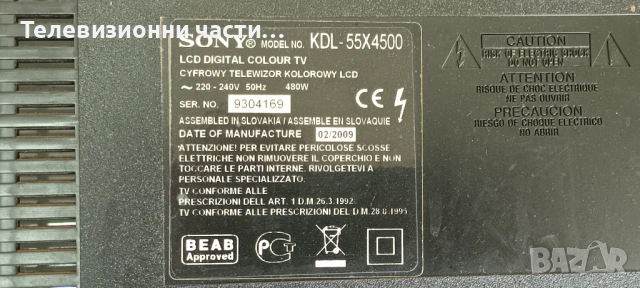 Телевизионни части....
SONY® MODEL NO. KDL-55X4500
LCD DIGITAL COLOUR TV
CYFROWY TELEWIZOR KOLOROWY LCD
~ 220 - 240V 50Hz 480W
SER. NO. 9304169
CE
ASSEMBLED IN SLOVAKIA / ASSEMBLE EN SLOVAQUIE
DATE OF MANUFACTURE 02/2009
ATTENZIONE! PER EVITARE PERICOLOSE SCOSSE
ELETTRICHE NON RIMUOVERE IL COPERCHIO E NON
TOCCARE LE PARTI INTERNE. RIVOLGETEVI A
PERSONALE SPECIALIZZATO.
TV CONFORME ALLE
PRESCRIZIONI DELL ART. 1 D.M 26.3.1992
TV CONFORME ALLE PRESCRIZIONI DEL D.M. 28.8.1995
BEAB
Approved
CAUTION
RISK OF ELECTRIC SHOCK
DO NOT OPEN
ATTENTION
RISQUE DE CHOC ELECTRIQUE
NE PAS OUVRIR
PRECAUCIÓN
RIESGO DE CHOQUE ELÉCTRICO
NO ABRIR
BAZAR